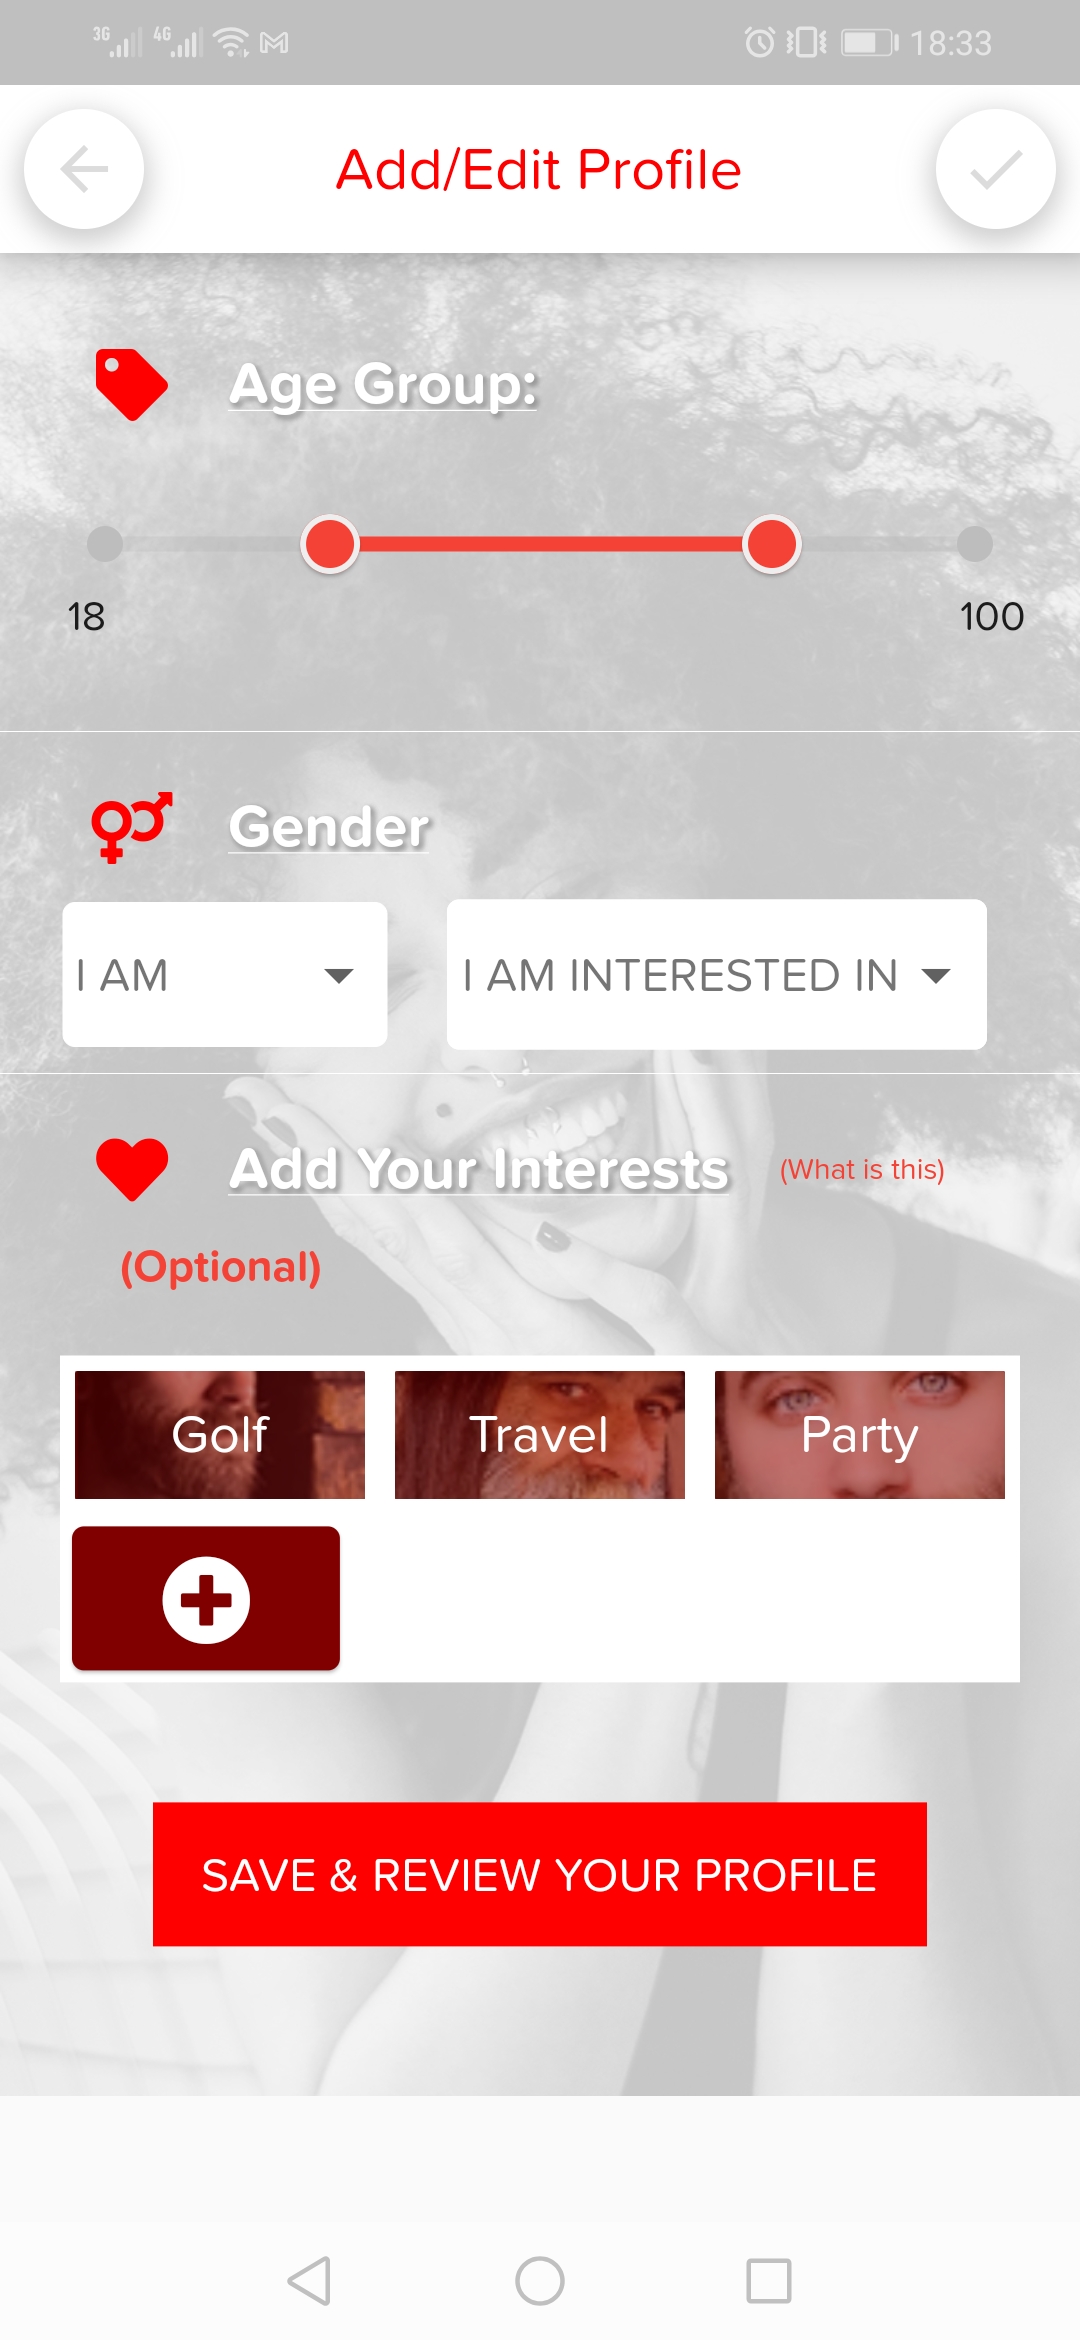 3G 4G 18:33
Add/Edit Profile
Age Group:
18 100
Gender
I AM I AM INTERESTED IN
Add Your Interests (What is this)
(Optional)
Golf Travel Party
SAVE & REVIEW YOUR PROFILE